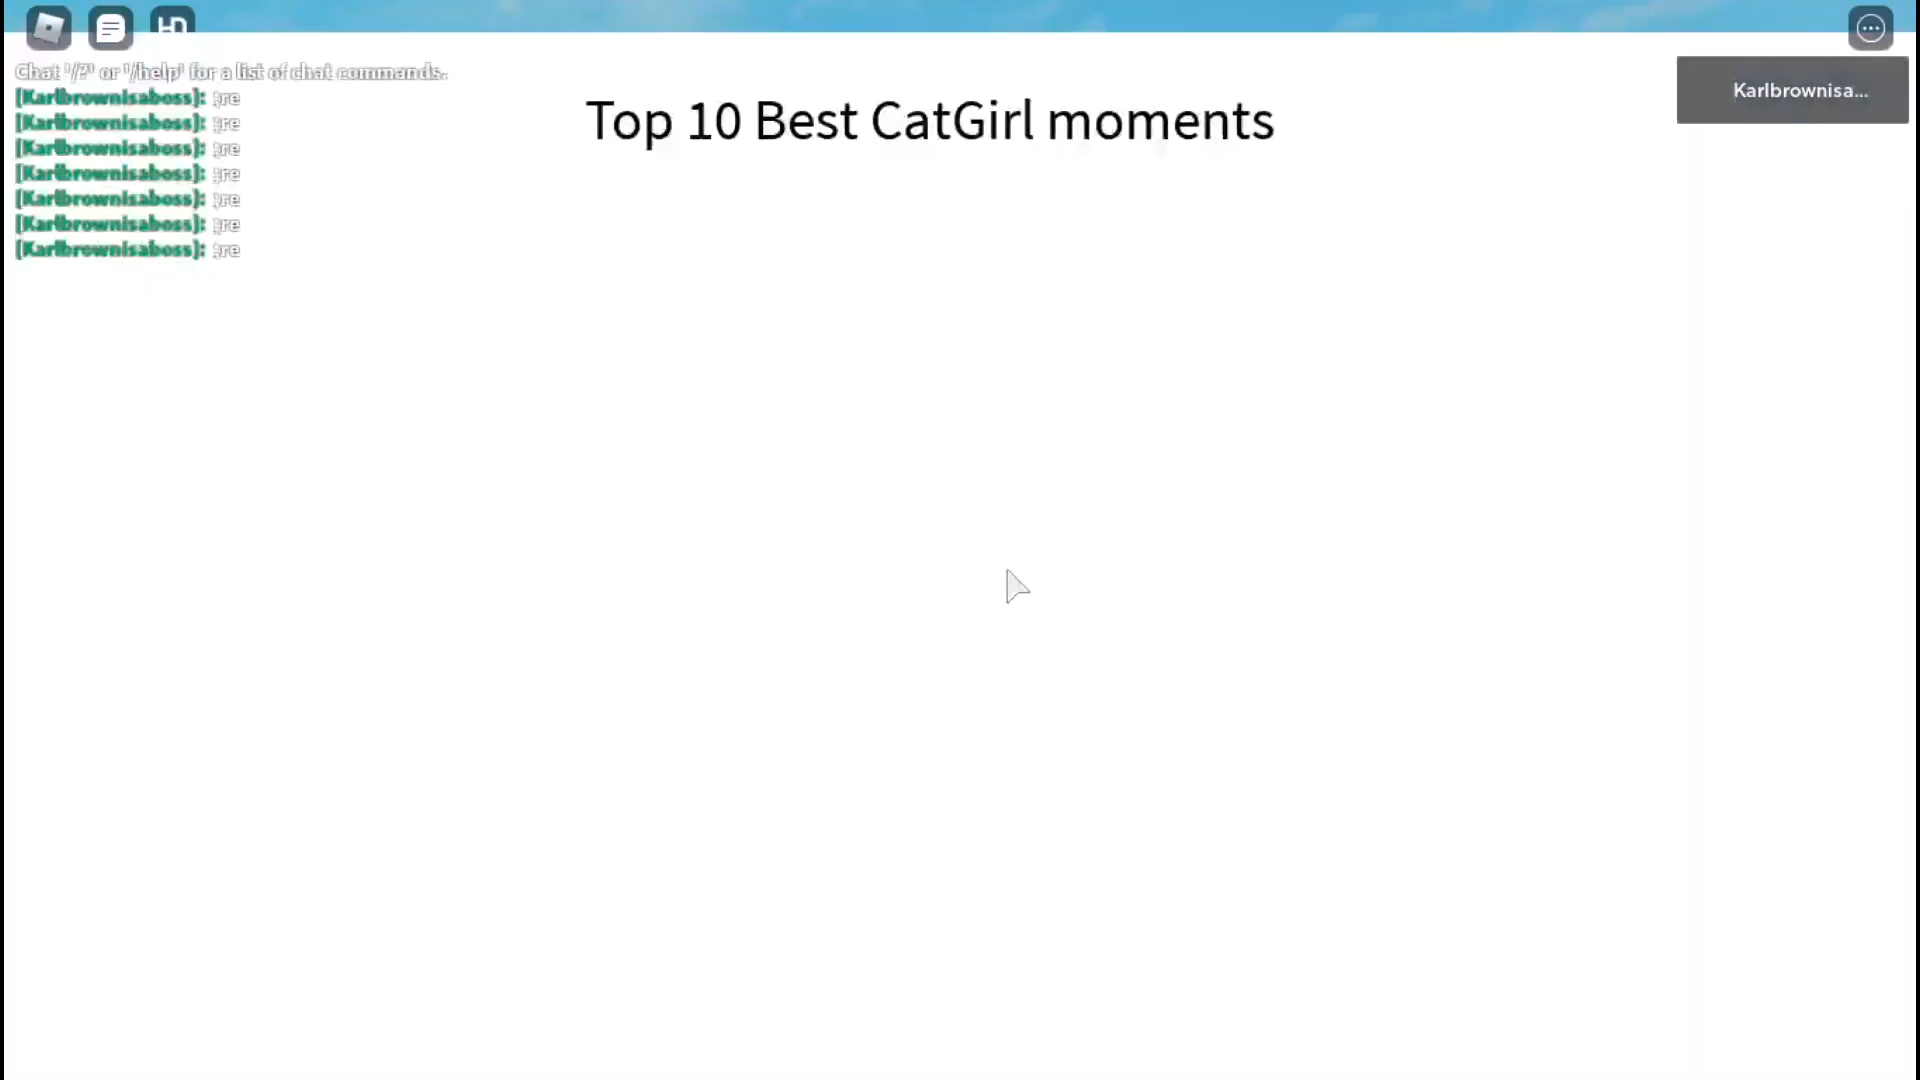 HD
Chat '/?' or '/help' for a list of chat commands.
[Karlbrownisaboss]: ;re
[Karlbrownisaboss]: ;re
[Karlbrownisaboss]: ;re
[Karlbrownisaboss]: ;re
[Karlbrownisaboss]: ;re
[Karlbrownisaboss]: ;re
[Karlbrownisaboss]: ;re
Top 10 Best CatGirl moments
Karlbrownisa...